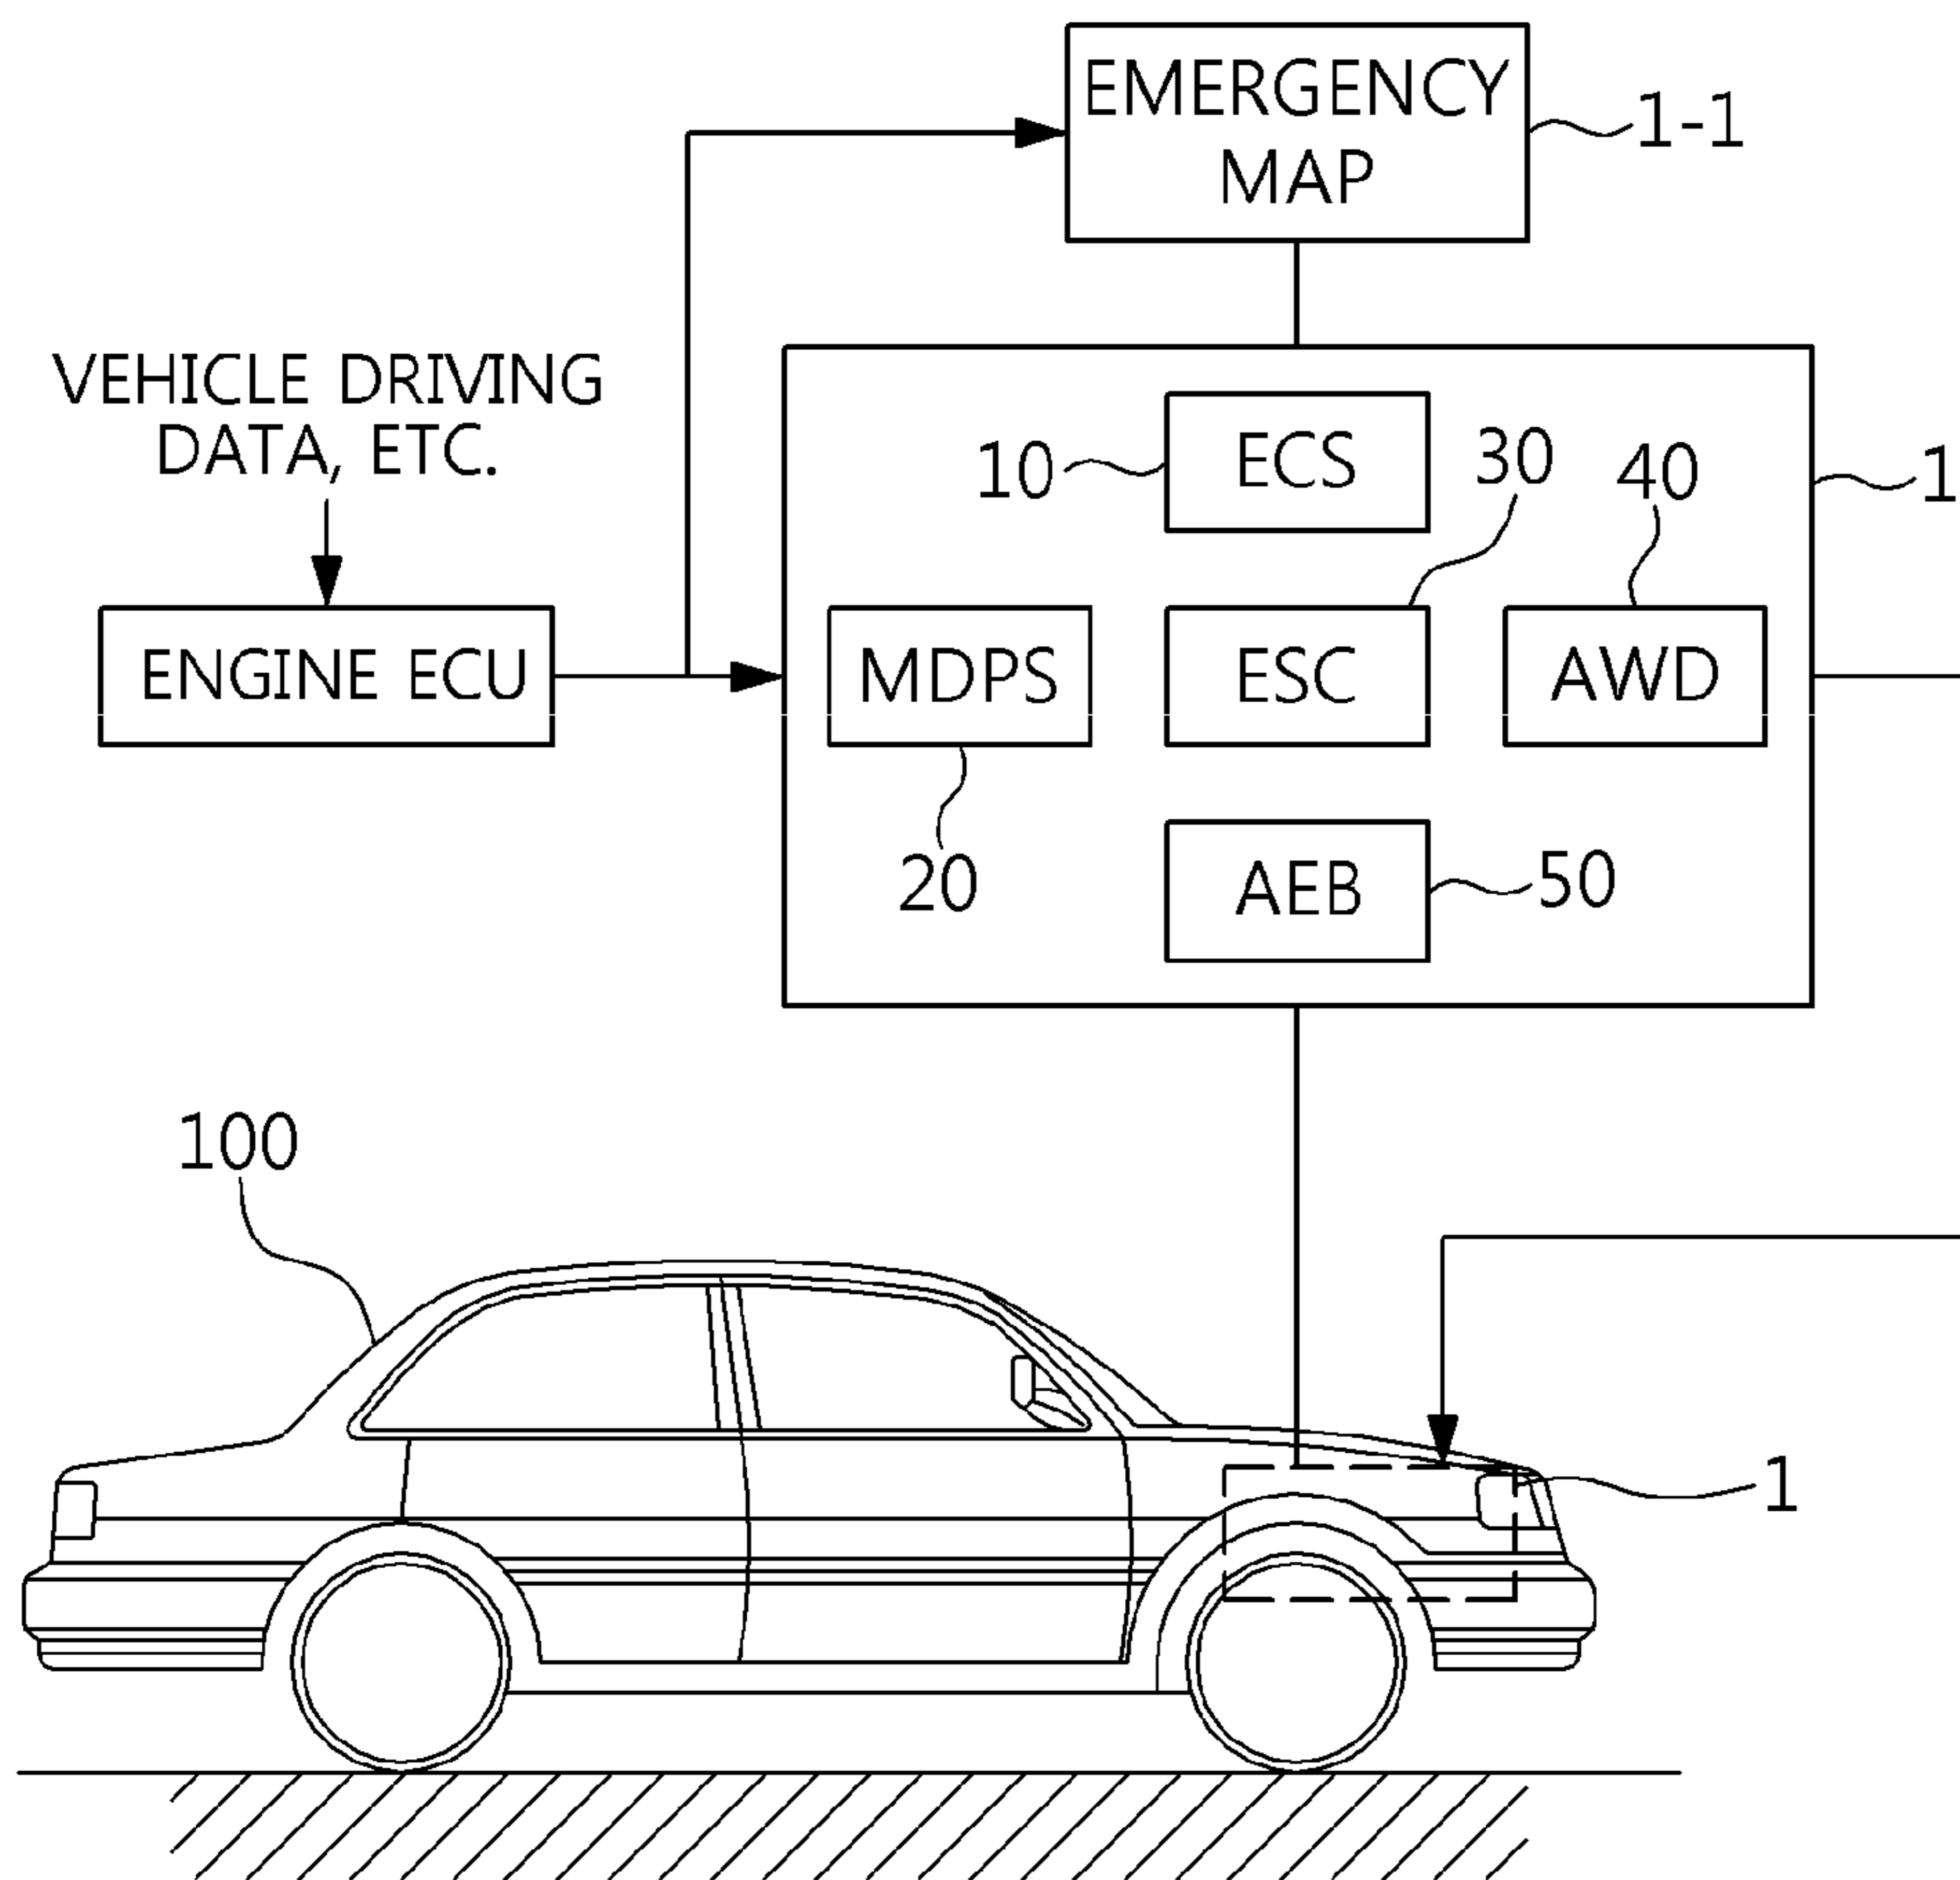 EMERGENCY
MAP
1-1
VEHICLE DRIVING
DATA, ETC.
10
ECS
30
40
1
ENGINE ECU
MDPS
ESC
AWD
20
AEB
50
100
1